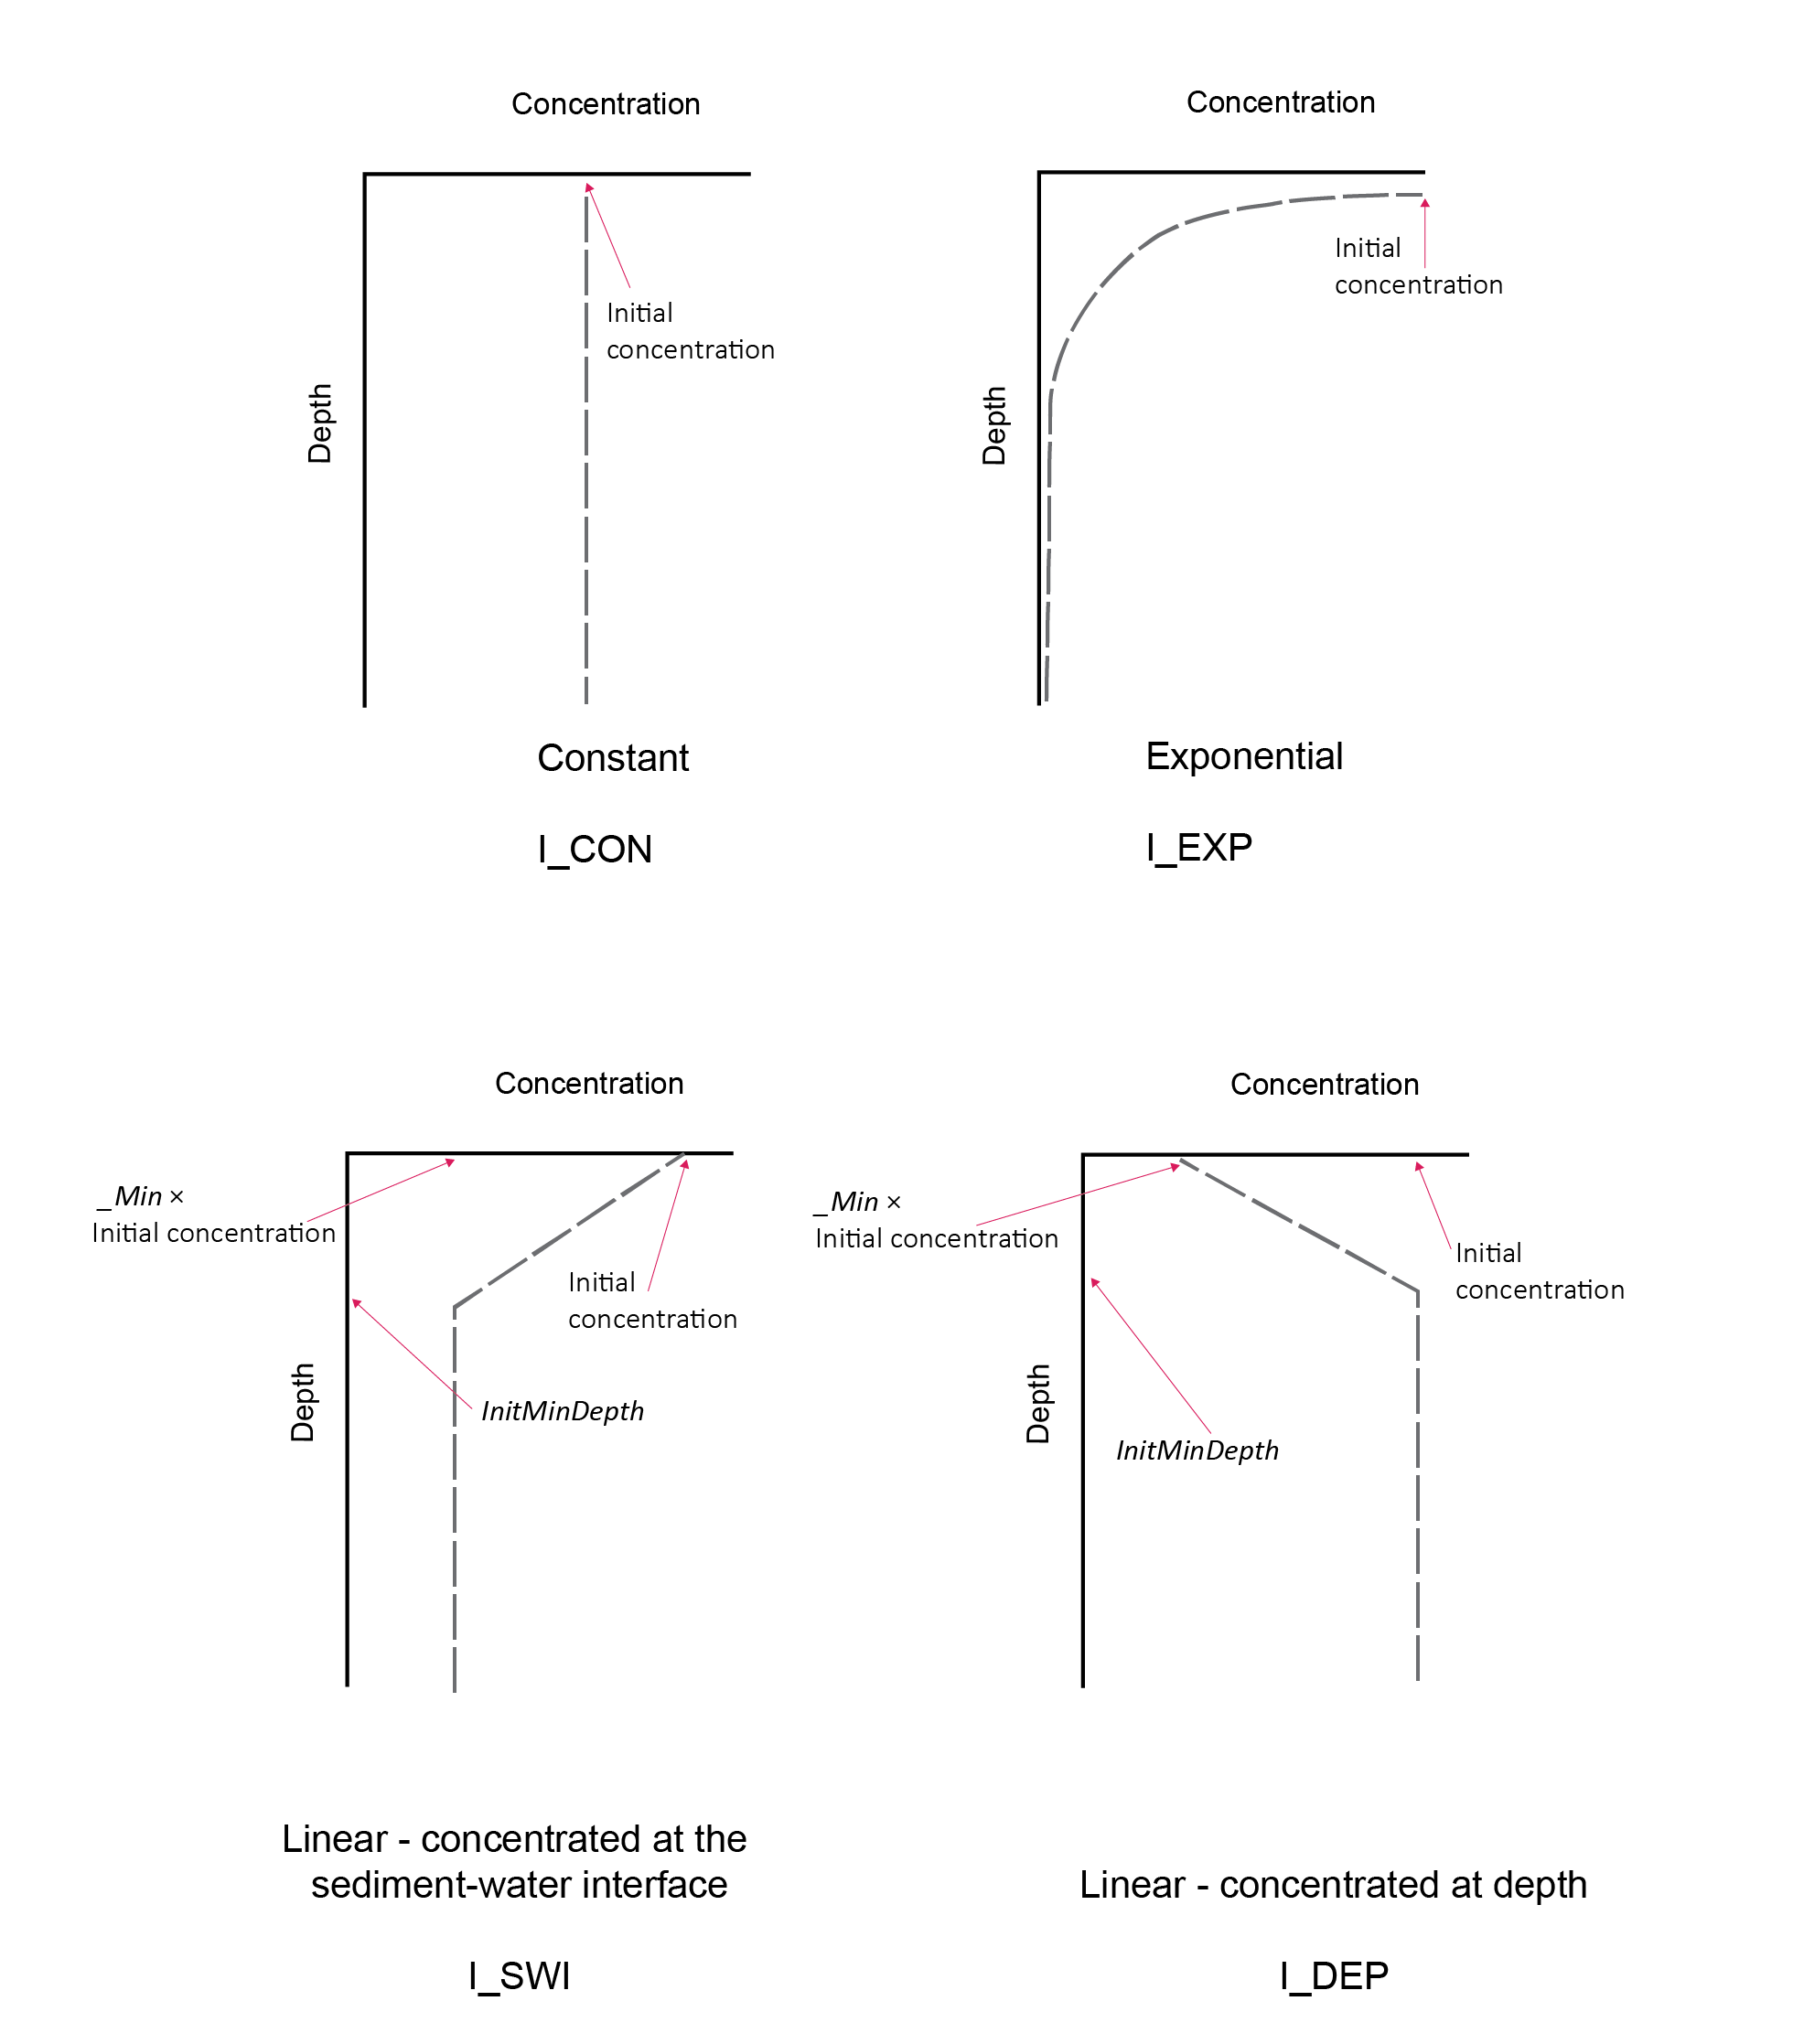 Concentration
Initial
concentration
Depth
Constant
I_CON
Concentration
Initial
concentration
Depth
Exponential
I_EXP
Concentration
_Min ×
Initial concentration
Initial
concentration
InitMinDepth
Depth
Linear - concentrated at the
sediment-water interface
I_SWI
Concentration
_Min ×
Initial concentration
Initial
concentration
InitMinDepth
Depth
Linear - concentrated at depth
I_DEP